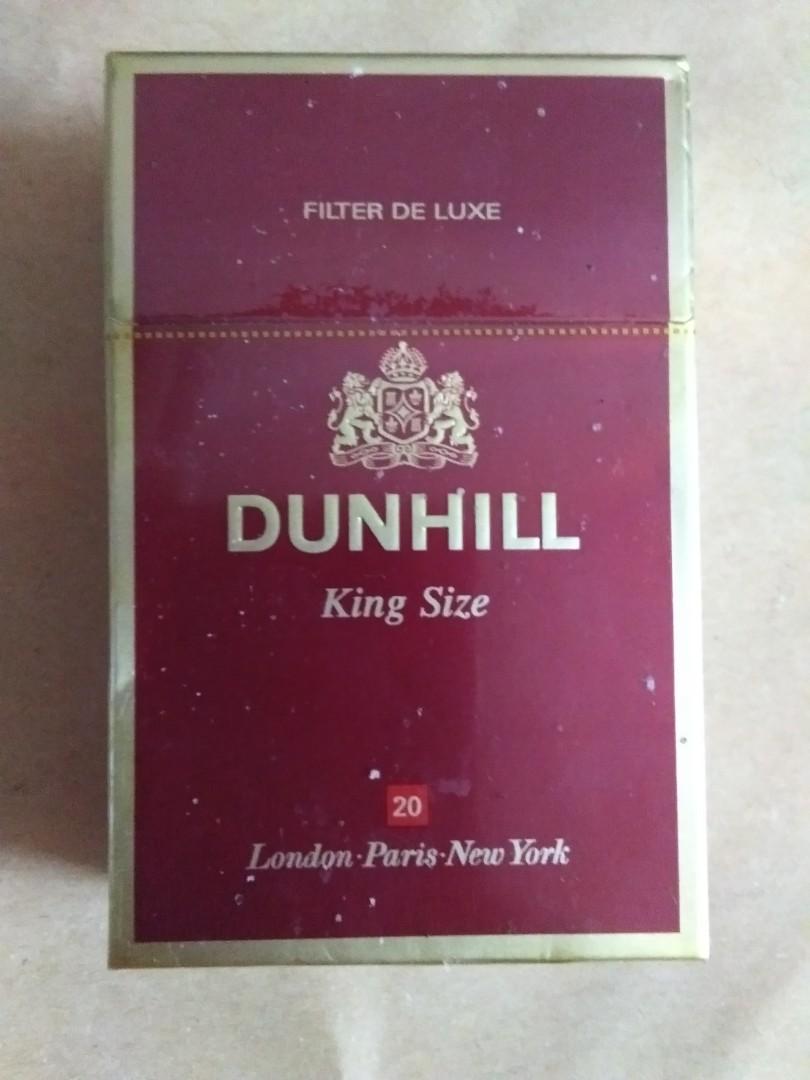 FILTER DE LUXE
DUNHILL
King Size
20
London·Paris·New York